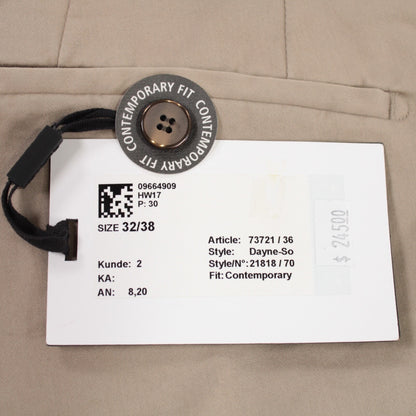 CONTEMPORARY FIT CONTEMPORARY FIT
09664909
HW17
P: 30
SIZE 32/38
Article: 73721 / 36
Style: Dayne-So
Style/N°: 21818 / 70
Fit: Contemporary
Kunde: 2
KA:
AN: 8,20
$ 24500